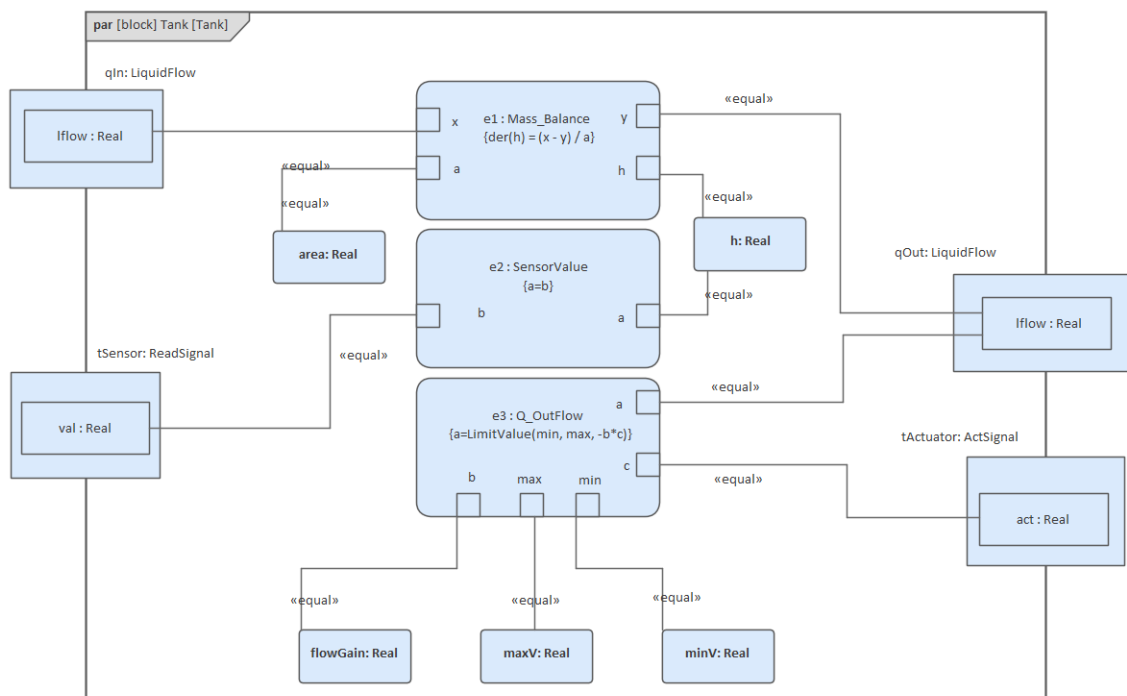 par [block] Tank [Tank]
qIn: LiquidFlow
lflow : Real
x
e1 : Mass_Balance
{der(h) = (x - y) / a}
y
a
h
«equal»
«equal»
«equal»
area: Real
«equal»
h: Real
e2 : SensorValue
{a=b}
b
a
«equal»
qOut: LiquidFlow
lflow : Real
tSensor: ReadSignal
val : Real
«equal»
e3 : Q_OutFlow
{a=LimitValue(min, max, -b*c)}
a
c
b
max
min
«equal»
«equal»
tActuator: ActSignal
act : Real
«equal»
«equal»
«equal»
flowGain: Real
maxV: Real
minV: Real